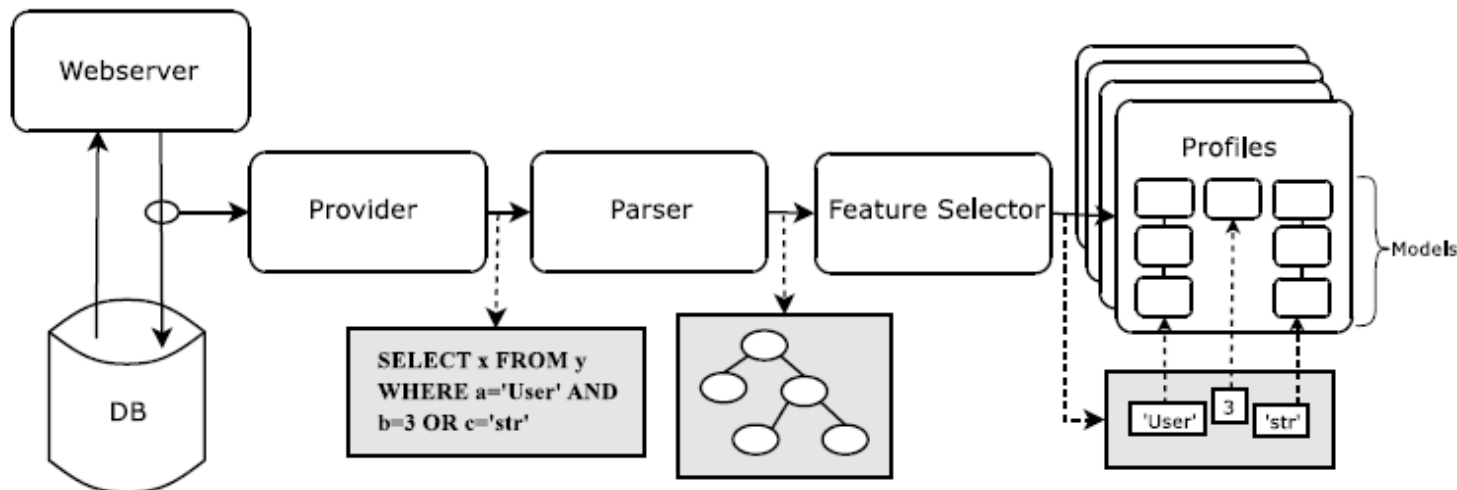 Webserver
Provider
Parser
Feature Selector
Profiles
Models
DB
SELECT x FROM y
WHERE a='User' AND
b=3 OR c='str'
'User'
3
'str'